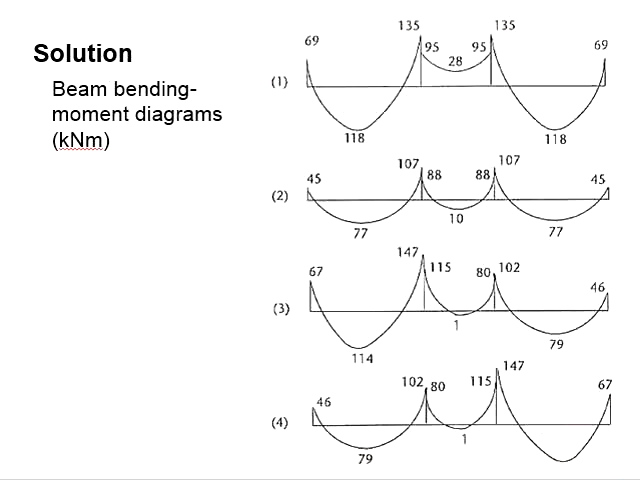 Solution
Beam bending-
moment diagrams
(kNm)
(1)
69 135 95 28 95 135 69
118 118
(2)
45 107 88 88 107 45
77 10 77
(3)
67 147 115 80 102 46
114 1 79
(4)
46 102 80 115 147 67
79 1